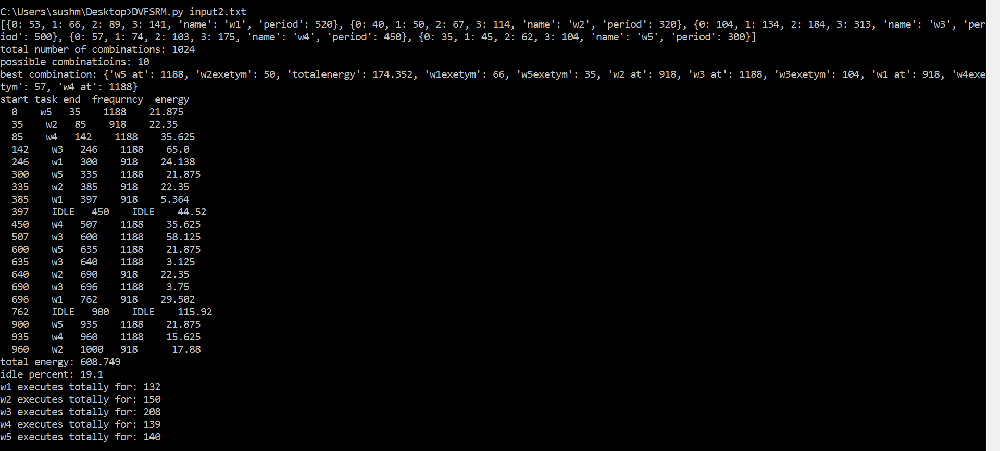 C:\Users\sushm\Desktop>DVFSRM.py input2.txt
[{0: 53, 1: 66, 2: 89, 3: 141, 'name': 'w1', 'period': 520}, {0: 40, 1: 50, 2: 67, 3: 114, 'name': 'w2', 'period': 320}, {0: 104, 1: 134, 2: 184, 3: 313, 'name': 'w3', 'per
iod': 500}, {0: 57, 1: 74, 2: 103, 3: 175, 'name': 'w4', 'period': 450}, {0: 35, 1: 45, 2: 62, 3: 104, 'name': 'w5', 'period': 300}]
total number of combinations: 1024
possible combinatioins: 10
best combination: {'w5 at': 1188, 'w2exetym': 50, 'totalenergy': 174.352, 'w1exetym': 66, 'w5exetym': 35, 'w2 at': 918, 'w3 at': 1188, 'w3exetym': 104, 'w1 at': 918, 'w4exe
tym': 57, 'w4 at': 1188}
start task end  frequrncy  energy
  0    w5   35    1188    21.875
  35    w2   85    918    22.35
  85    w4   142    1188    35.625
  142    w3   246    1188    65.0
  246    w1   300    918    24.138
  300    w5   335    1188    21.875
  335    w2   385    918    22.35
  385    w1   397    918    5.364
  397    IDLE   450    IDLE    44.52
  450    w4   507    1188    35.625
  507    w3   600    1188    58.125
  600    w5   635    1188    21.875
  635    w3   640    1188    3.125
  640    w2   690    918    22.35
  690    w3   696    1188    3.75
  696    w1   762    918    29.502
  762    IDLE   900    IDLE    115.92
  900    w5   935    1188    21.875
  935    w4   960    1188    15.625
  960    w2   1000   918      17.88
total energy: 608.749
idle percent: 19.1
w1 executes totally for: 132
w2 executes totally for: 150
w3 executes totally for: 208
w4 executes totally for: 139
w5 executes totally for: 140